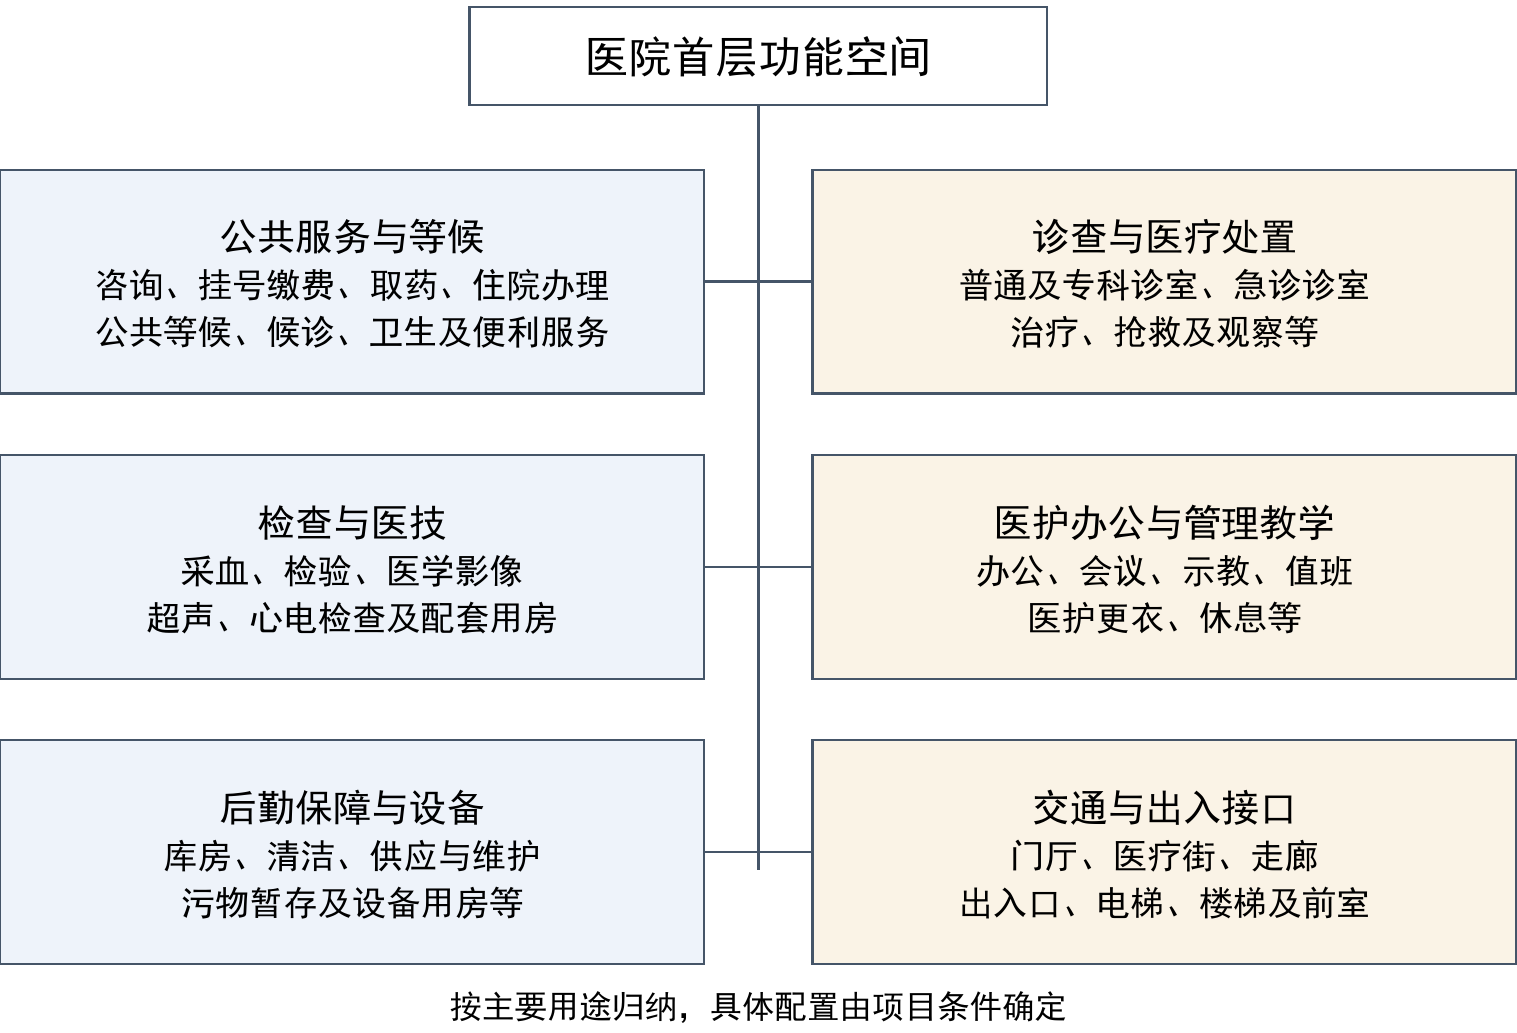 医院首层功能空间
公共服务与等候
咨询、挂号缴费、取药、住院办理
公共等候、候诊、卫生及便利服务
诊查与医疗处置
普通及专科诊室、急诊诊室
治疗、抢救及观察等
检查与医技
采血、检验、医学影像
超声、心电检查及配套用房
医护办公与管理教学
办公、会议、示教、值班
医护更衣、休息等
后勤保障与设备
库房、清洁、供应与维护
污物暂存及设备用房等
交通与出入接口
门厅、医疗街、走廊
出入口、电梯、楼梯及前室
按主要用途归纳，具体配置由项目条件确定